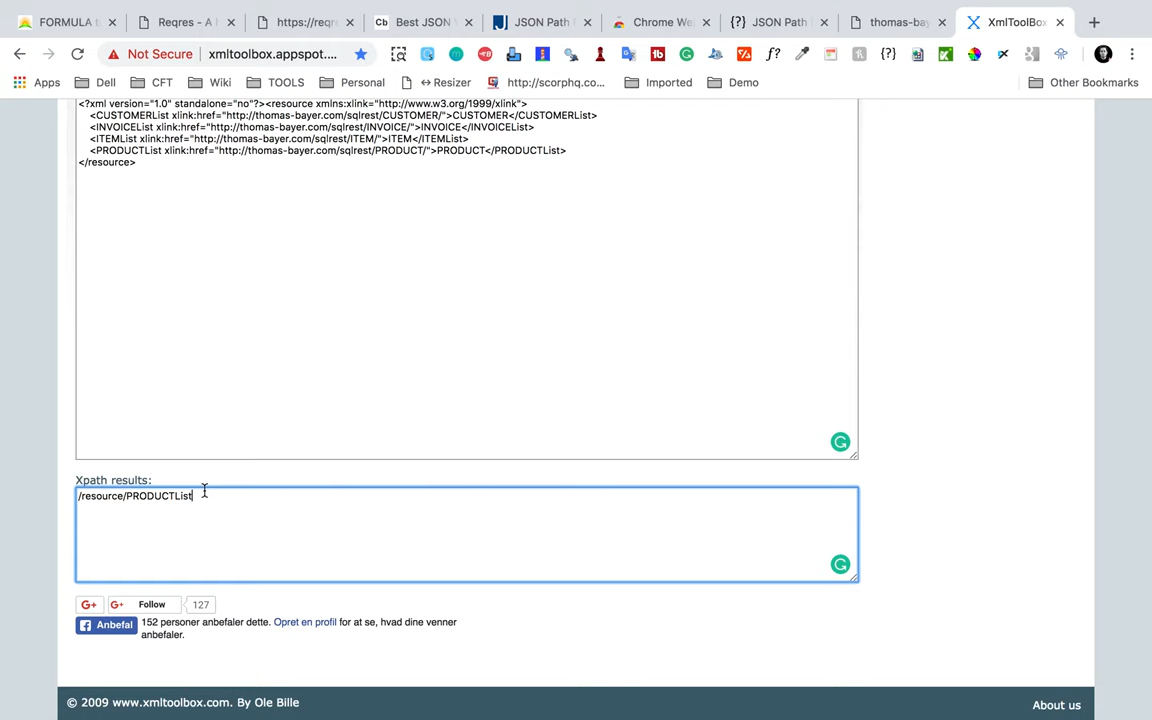 FORMULA tu
Reqres - A h
https://reqre
Cb Best JSON
JSON Path
Chrome We
{?} JSON Path
thomas-bay
XmlToolBox
Not Secure xmltoolbox.appspot....
Apps Dell CFT Wiki TOOLS Personal ↔Resizer http://scorphq.co... Imported Demo Other Bookmarks
<?xml version="1.0" standalone="no"?><resource xmlns:xlink="http://www.w3.org/1999/xlink">
<CUSTOMERList xlink:href="http://thomas-bayer.com/sqlrest/CUSTOMER/">CUSTOMER</CUSTOMERList>
<INVOICEList xlink:href="http://thomas-bayer.com/sqlrest/INVOICE/">INVOICE</INVOICEList>
<ITEMList xlink:href="http://thomas-bayer.com/sqlrest/ITEM/">ITEM</ITEMList>
<PRODUCTList xlink:href="http://thomas-bayer.com/sqlrest/PRODUCT/">PRODUCT</PRODUCTList>
</resource>
Xpath results:
/resource/PRODUCTList
G+ G+ Follow 127
Anbefal 152 personer anbefaler dette. Opret en profil for at se, hvad dine venner
anbefaler.
© 2009 www.xmltoolbox.com. By Ole Bille
About us